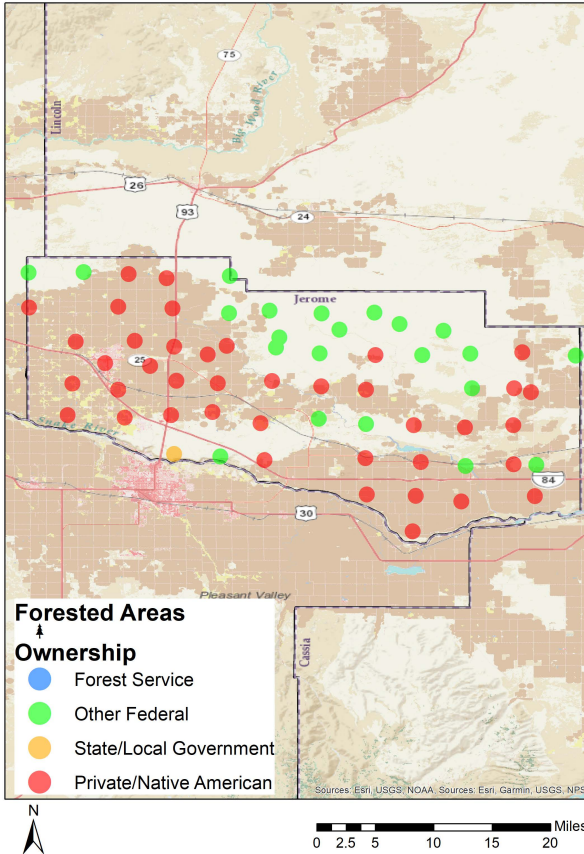 75
Big Wood River
Lincoln
26
93
24
Jerome
25
Snake River
84
30
Pleasant Valley
Cassia
Forested Areas
Ownership
Forest Service
Other Federal
State/Local Government
Private/Native American
Sources: Esri, USGS, NOAA, Sources: Esri, Garmin, USGS, NPS
N
Miles
0 2.5 5 10 15 20